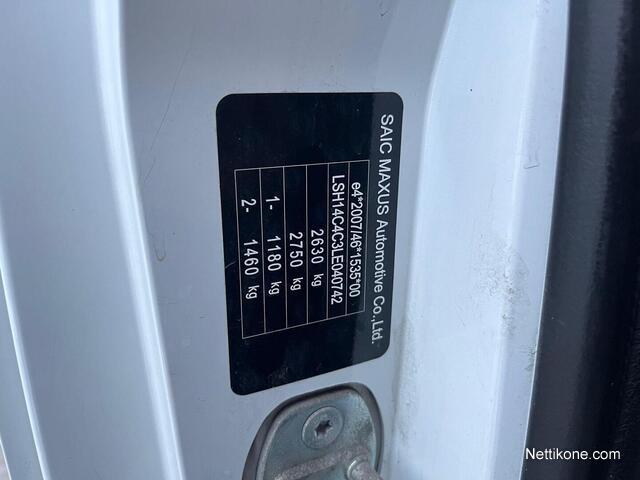 SAIC MAXUS Automotive Co.,Ltd.
e4*2007/46*1535*00
LSH14C4C3LE040742
2630 kg
2750 kg
1- 1180 kg
2- 1460 kg
Nettikone.com